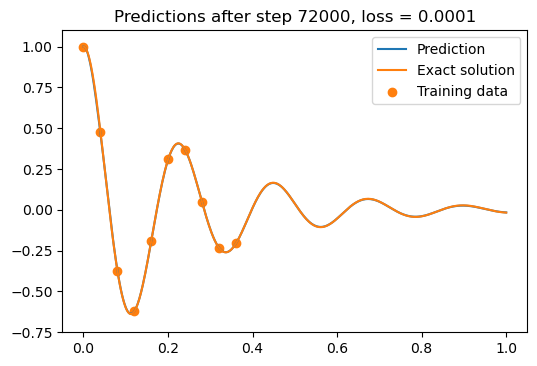 Predictions after step 72000, loss = 0.0001
Prediction
Exact solution
Training data
1.00
0.75
0.50
0.25
0.00
−0.25
−0.50
−0.75
0.0 0.2 0.4 0.6 0.8 1.0